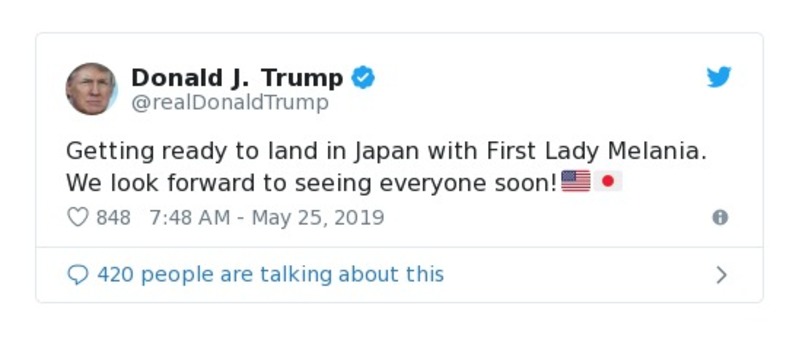 Donald J. Trump
@realDonaldTrump
Getting ready to land in Japan with First Lady Melania.
We look forward to seeing everyone soon!🇺🇸🇯🇵
848 7:48 AM - May 25, 2019
420 people are talking about this